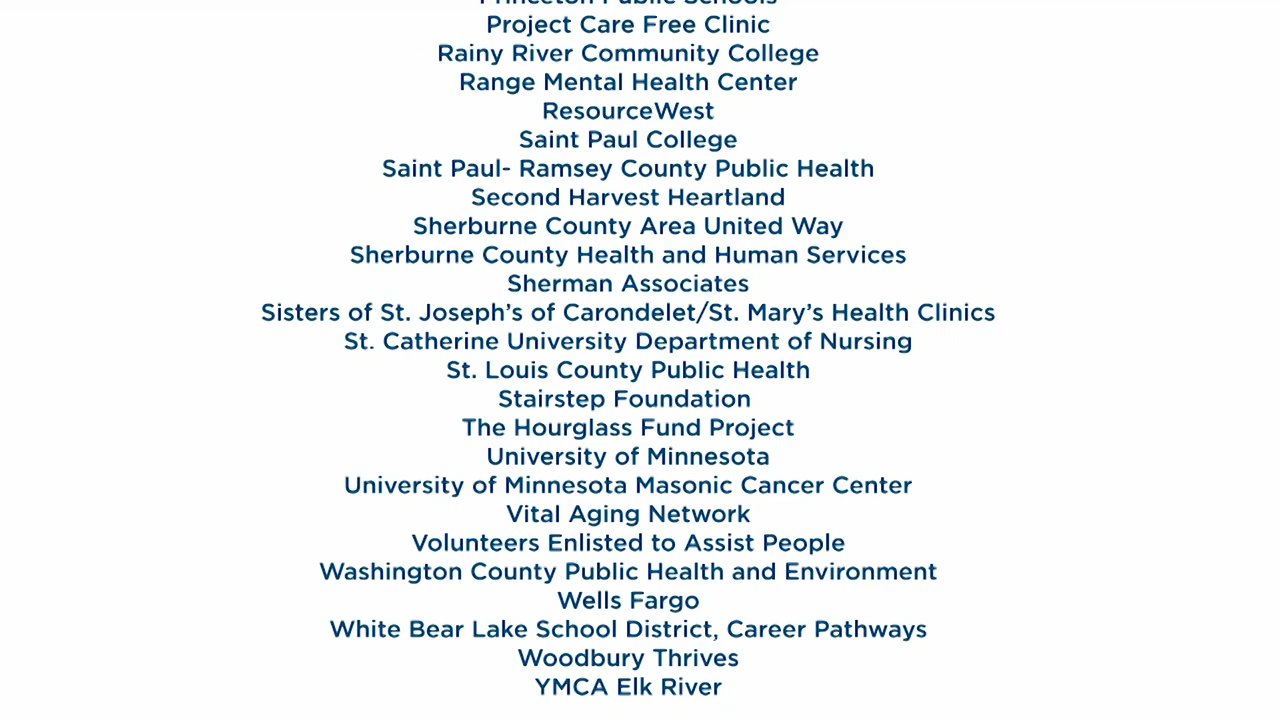 Princeton Public Schools
Project Care Free Clinic
Rainy River Community College
Range Mental Health Center
ResourceWest
Saint Paul College
Saint Paul- Ramsey County Public Health
Second Harvest Heartland
Sherburne County Area United Way
Sherburne County Health and Human Services
Sherman Associates
Sisters of St. Joseph’s of Carondelet/St. Mary’s Health Clinics
St. Catherine University Department of Nursing
St. Louis County Public Health
Stairstep Foundation
The Hourglass Fund Project
University of Minnesota
University of Minnesota Masonic Cancer Center
Vital Aging Network
Volunteers Enlisted to Assist People
Washington County Public Health and Environment
Wells Fargo
White Bear Lake School District, Career Pathways
Woodbury Thrives
YMCA Elk River